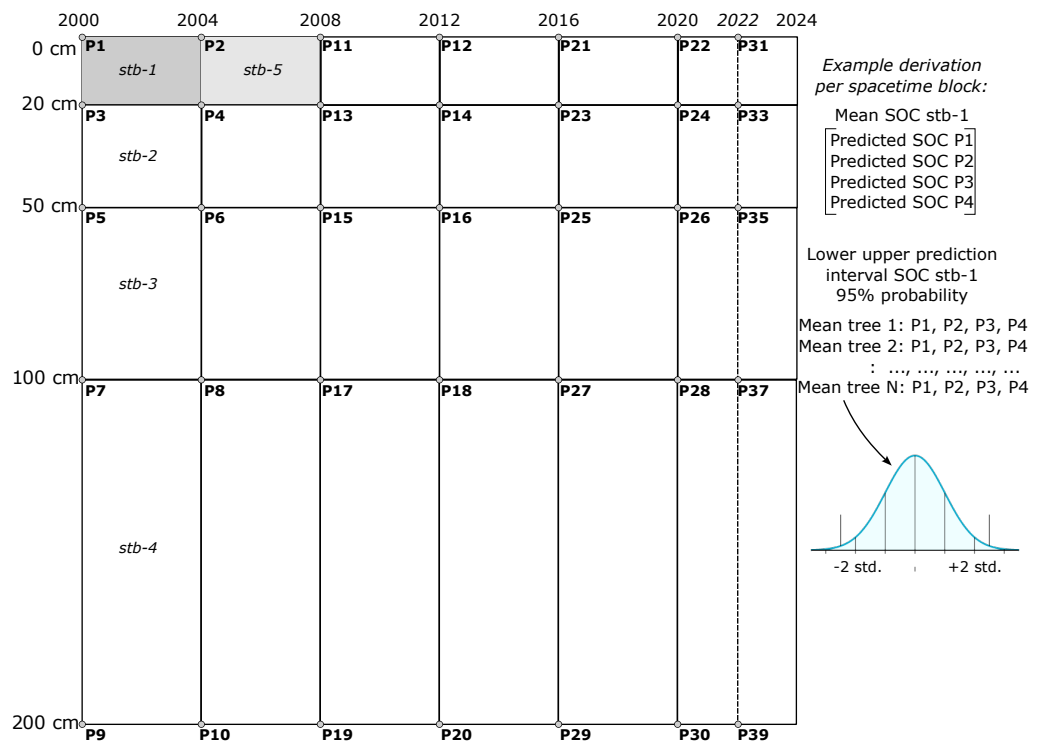 2000 2004 2008 2012 2016 2020 2022 2024
0 cm P1 P2 P11 P12 P21 P22 P31
stb-1 stb-5
20 cm
P3 P4 P13 P14 P23 P24 P33
stb-2
50 cm
P5 P6 P15 P16 P25 P26 P35
stb-3
100 cm
P7 P8 P17 P18 P27 P28 P37
stb-4
200 cm
P9 P10 P19 P20 P29 P30 P39
Example derivation
per spacetime block:
Mean SOC stb-1
Predicted SOC P1
Predicted SOC P2
Predicted SOC P3
Predicted SOC P4
Lower upper prediction
interval SOC stb-1
95% probability
Mean tree 1: P1, P2, P3, P4
Mean tree 2: P1, P2, P3, P4
: ..., ..., ..., ..., ...
Mean tree N: P1, P2, P3, P4
-2 std. +2 std.